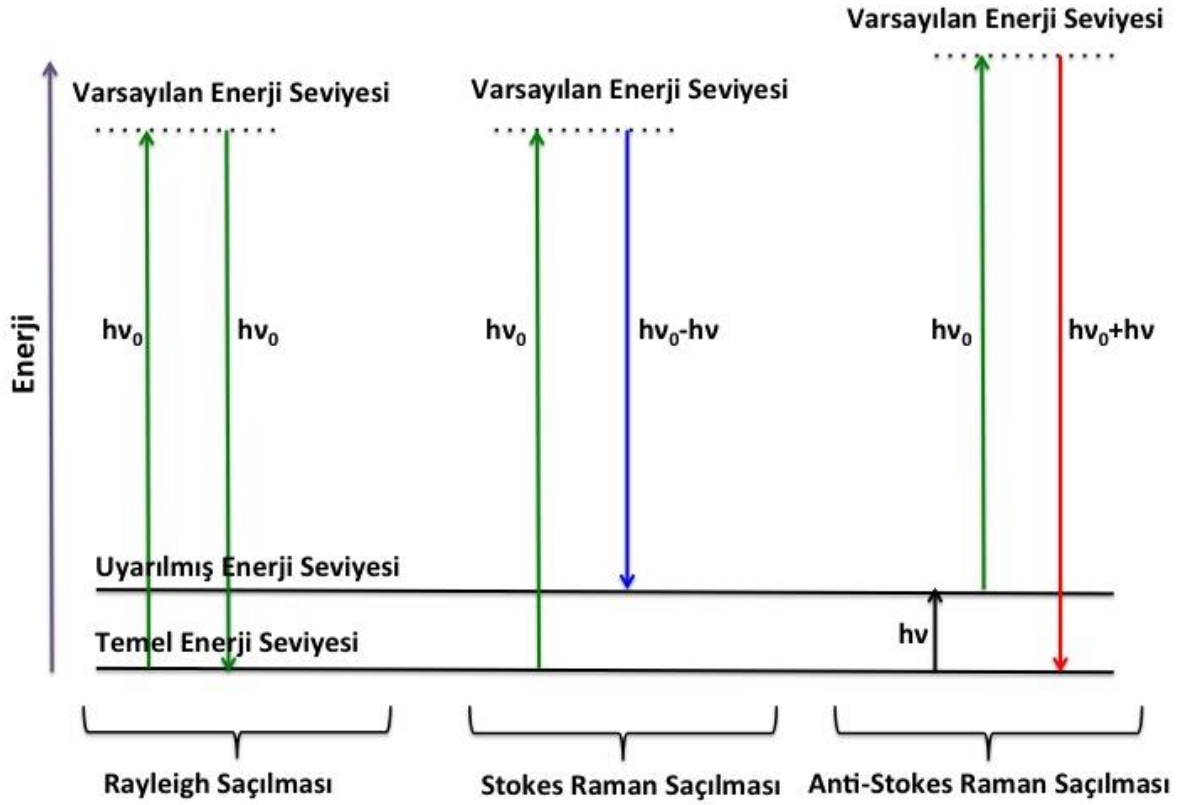 Varsayılan Enerji Seviyesi
Varsayılan Enerji Seviyesi
Varsayılan Enerji Seviyesi
Enerji
hν₀
hν₀
hν₀
hν₀-hν
hν₀
hν₀+hν
Uyarılmış Enerji Seviyesi
Temel Enerji Seviyesi
hν
Rayleigh Saçılması
Stokes Raman Saçılması
Anti-Stokes Raman Saçılması